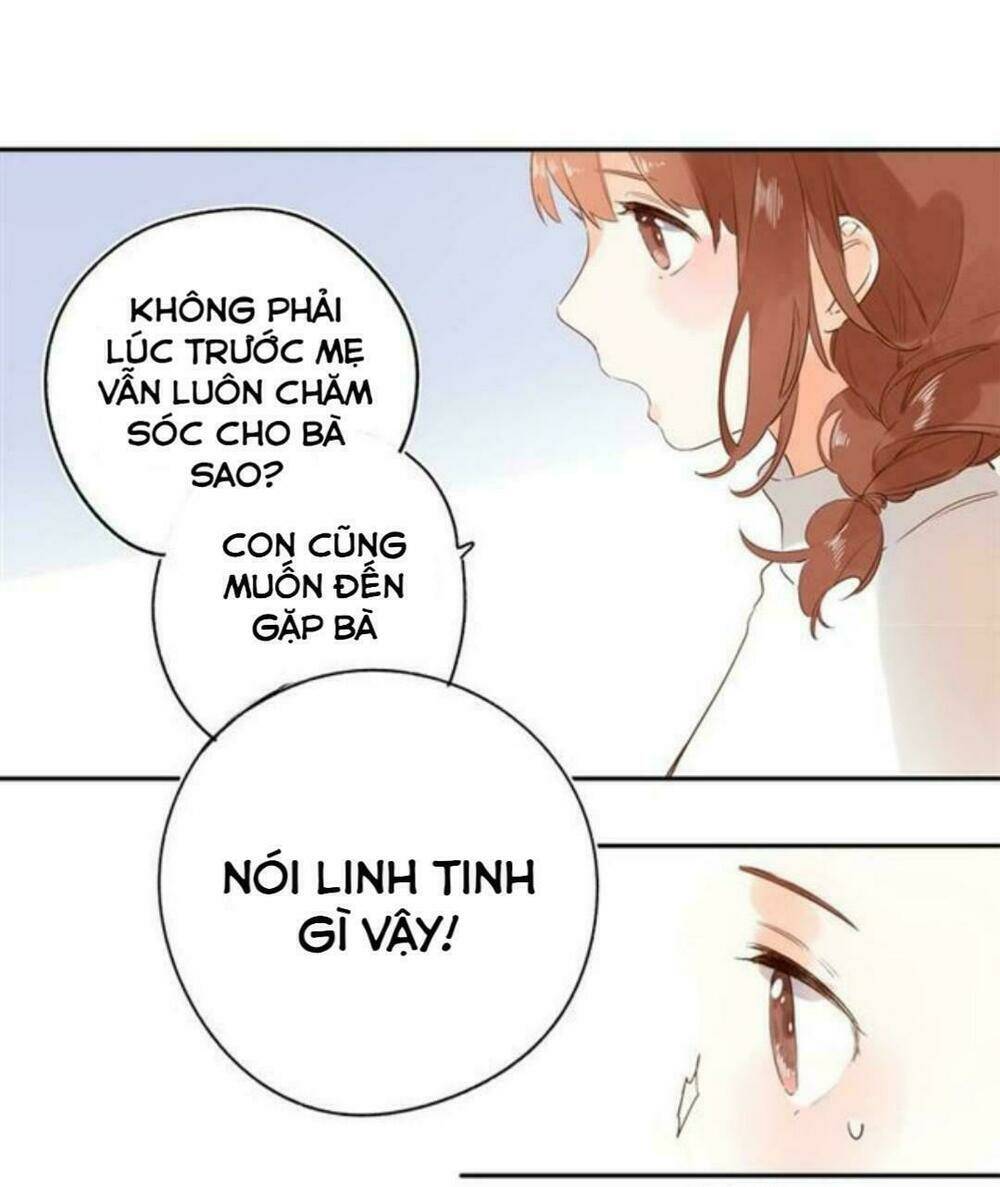 KHÔNG PHẢI
LÚC TRƯỚC MẸ
VẪN LUÔN CHĂM
SÓC CHO BÀ
SAO?
CON CŨNG
MUỐN ĐẾN
GẶP BÀ
NÓI LINH TINH
GÌ VẬY!